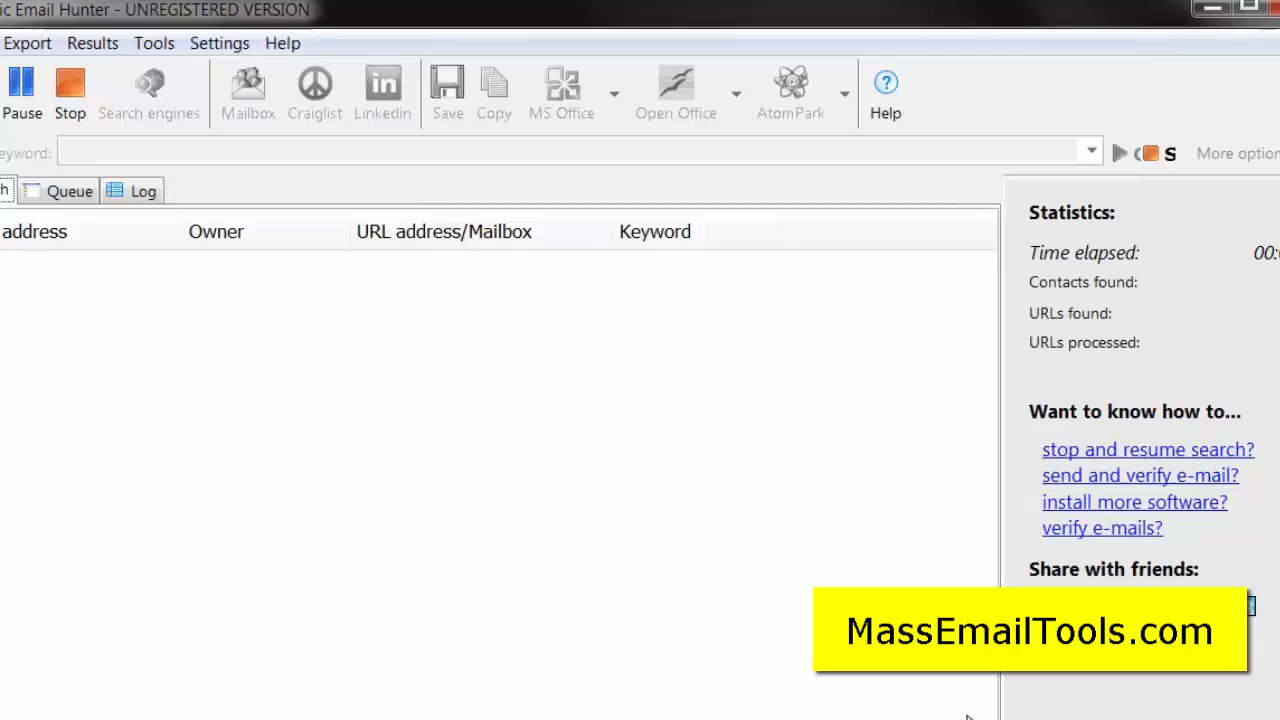 ic Email Hunter - UNREGISTERED VERSION
Export Results Tools Settings Help
Pause Stop Search engines Mailbox Craiglist Linkedin Save Copy MS Office Open Office AtomPark Help
eyword: S More option
h Queue Log
address Owner URL address/Mailbox Keyword
Statistics:
Time elapsed: 00:
Contacts found:
URLs found:
URLs processed:
Want to know how to...
stop and resume search?
send and verify e-mail?
install more software?
verify e-mails?
Share with friends:
MassEmailTools.com